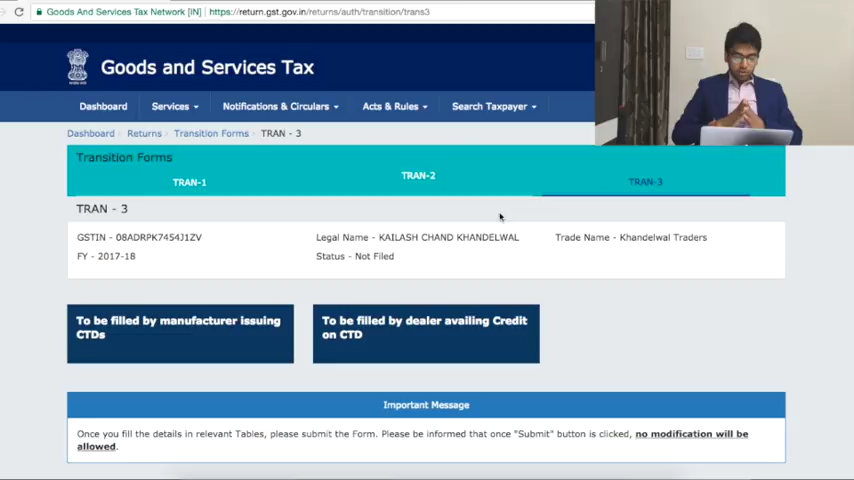 Goods And Services Tax Network [IN] https://return.gst.gov.in/returns/auth/transition/trans3
Goods and Services Tax
Dashboard Services Notifications & Circulars Acts & Rules Search Taxpayer
Dashboard Returns Transition Forms TRAN - 3
Transition Forms
TRAN-1 TRAN-2 TRAN-3
TRAN - 3
GSTIN - 08ADRPK7454J1ZV Legal Name - KAILASH CHAND KHANDELWAL Trade Name - Khandelwal Traders
FY - 2017-18 Status - Not Filed
To be filed by manufacturer issuing
CTDs
To be filed by dealer availing Credit
on CTD
Important Message
Once you fill the details in relevant Tables, please submit the Form. Please be informed that once "Submit" button is clicked, no modification will be
allowed.